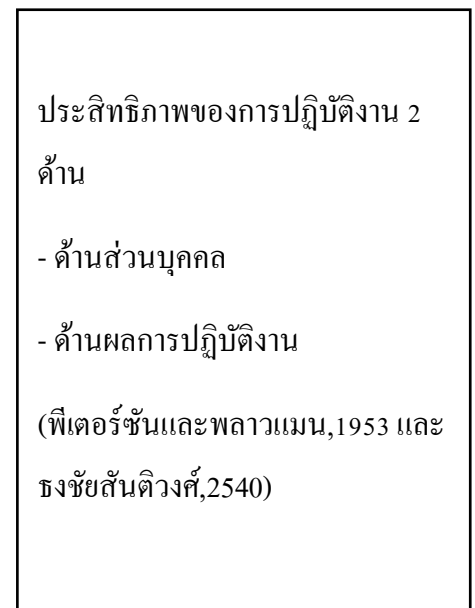 ประสิทธิภาพของการปฏิบัติงาน 2
ด้าน
- ด้านส่วนบุคคล
- ด้านผลการปฏิบัติงาน
(พีเตอร์ซันและพลาวแมน,1953 และ
ธงชัยสันติวงศ์,2540)